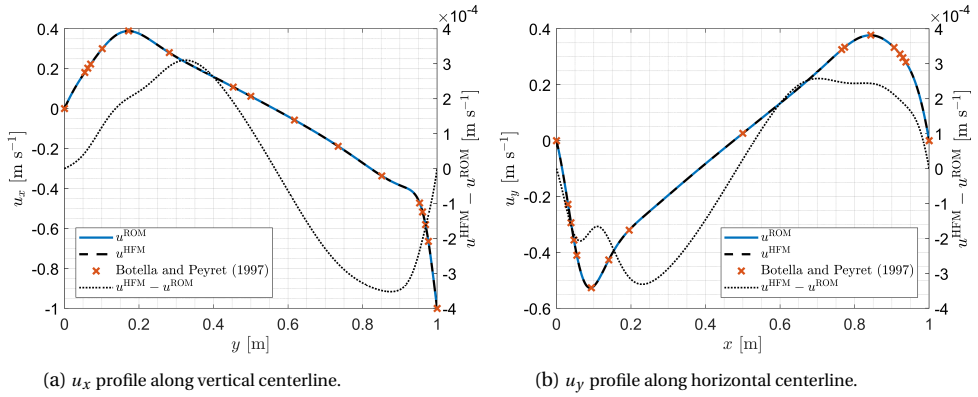 ×10⁻⁴
0.4
0.2
0
-0.2
-0.4
-0.6
-0.8
-1
u_x [m s⁻¹]
4
3
2
1
0
-1
-2
-3
-4
u^HFM − u^ROM [m s⁻¹]
u^ROM
u^HFM
Botella and Peyret (1997)
u^HFM − u^ROM
0 0.2 0.4 0.6 0.8 1
y [m]
(a) u_x profile along vertical centerline.
×10⁻⁴
0.4
0.2
0
-0.2
-0.4
-0.6
u_y [m s⁻¹]
4
3
2
1
0
-1
-2
-3
-4
u^HFM − u^ROM [m s⁻¹]
u^ROM
u^HFM
Botella and Peyret (1997)
u^HFM − u^ROM
0 0.2 0.4 0.6 0.8 1
x [m]
(b) u_y profile along horizontal centerline.